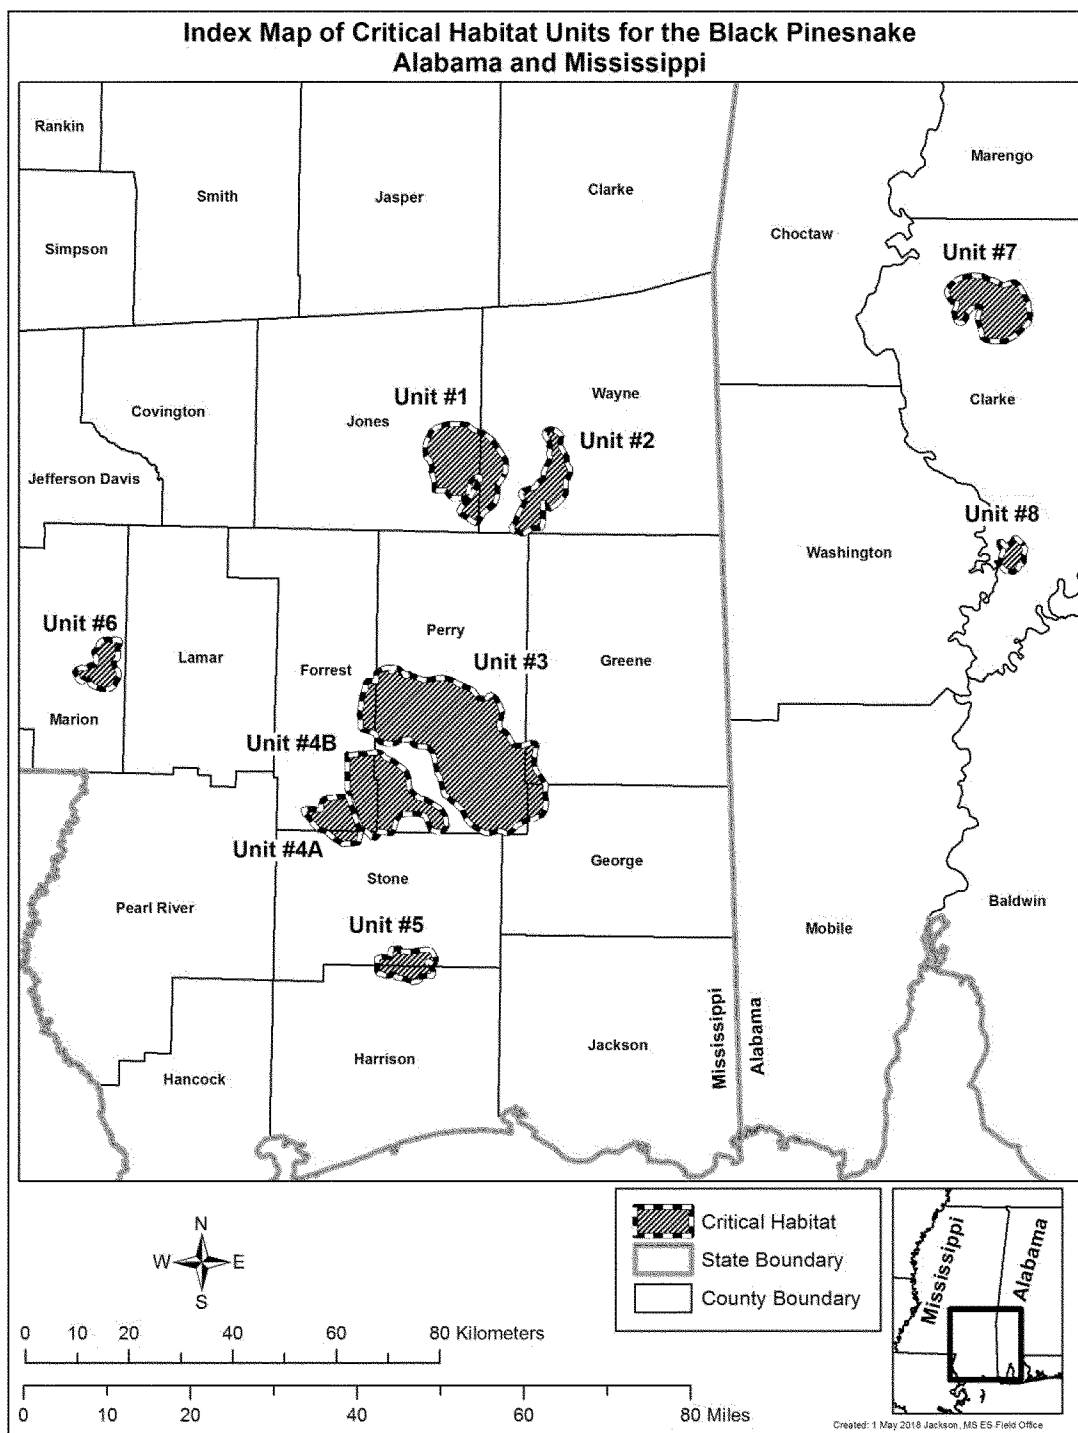 Index Map of Critical Habitat Units for the Black Pinesnake
Alabama and Mississippi
Rankin
Marengo
Smith
Jasper
Clarke
Choctaw
Simpson
Unit #7
Unit #1
Wayne
Covington
Jones
Clarke
Unit #2
Jefferson Davis
Unit #8
Washington
Unit #6
Perry
Lamar
Forrest
Unit #3
Greene
Marion
Unit #4B
Unit #4A
George
Stone
Pearl River
Unit #5
Baldwin
Mobile
Mississippi
Alabama
Jackson
Harrison
Hancock
N
W E
S
Critical Habitat
State Boundary
County Boundary
Mississippi
Alabama
0 10 20 40 60 80 Kilometers
0 10 20 40 60 80 Miles
Created: 1 May 2018 Jackson, MS ES Field Office